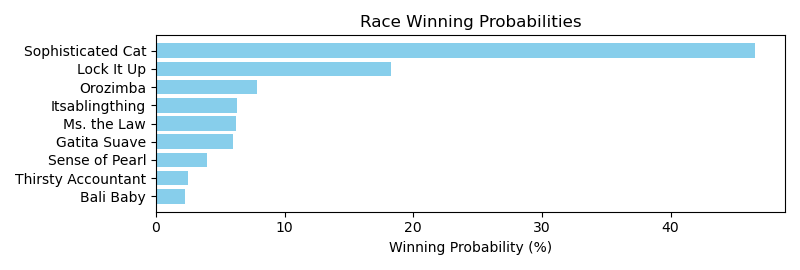 Race Winning Probabilities
Sophisticated Cat
Lock It Up
Orozimba
Itsablingthing
Ms. the Law
Gatita Suave
Sense of Pearl
Thirsty Accountant
Bali Baby
0 10 20 30 40
Winning Probability (%)